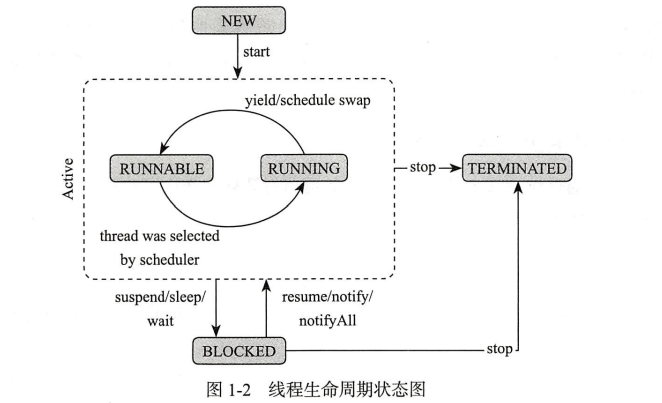 NEW
start
yield/schedule swap
Active
RUNNABLE
RUNNING
stop
TERMINATED
thread was selected
by scheduler
suspend/sleep/
wait
resume/notify/
notifyAll
BLOCKED
stop
图 1-2 线程生命周期状态图